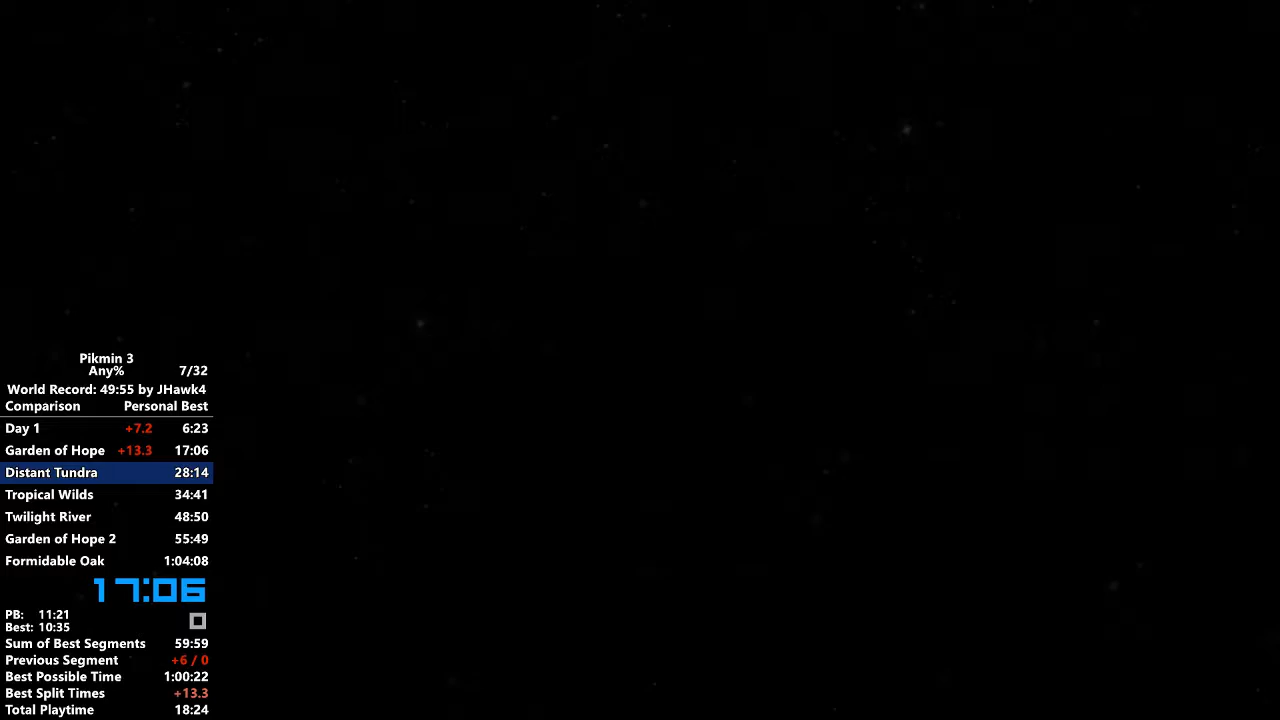 Pikmin 3
Any% 7/32
World Record: 49:55 by JHawk4
Comparison Personal Best
Day 1 +7.2 6:23
Garden of Hope +13.3 17:06
Distant Tundra 28:14
Tropical Wilds 34:41
Twilight River 48:50
Garden of Hope 2 55:49
Formidable Oak 1:04:08
17:06
PB: 11:21
Best: 10:35
Sum of Best Segments 59:59
Previous Segment +6 / 0
Best Possible Time 1:00:22
Best Split Times +13.3
Total Playtime 18:24